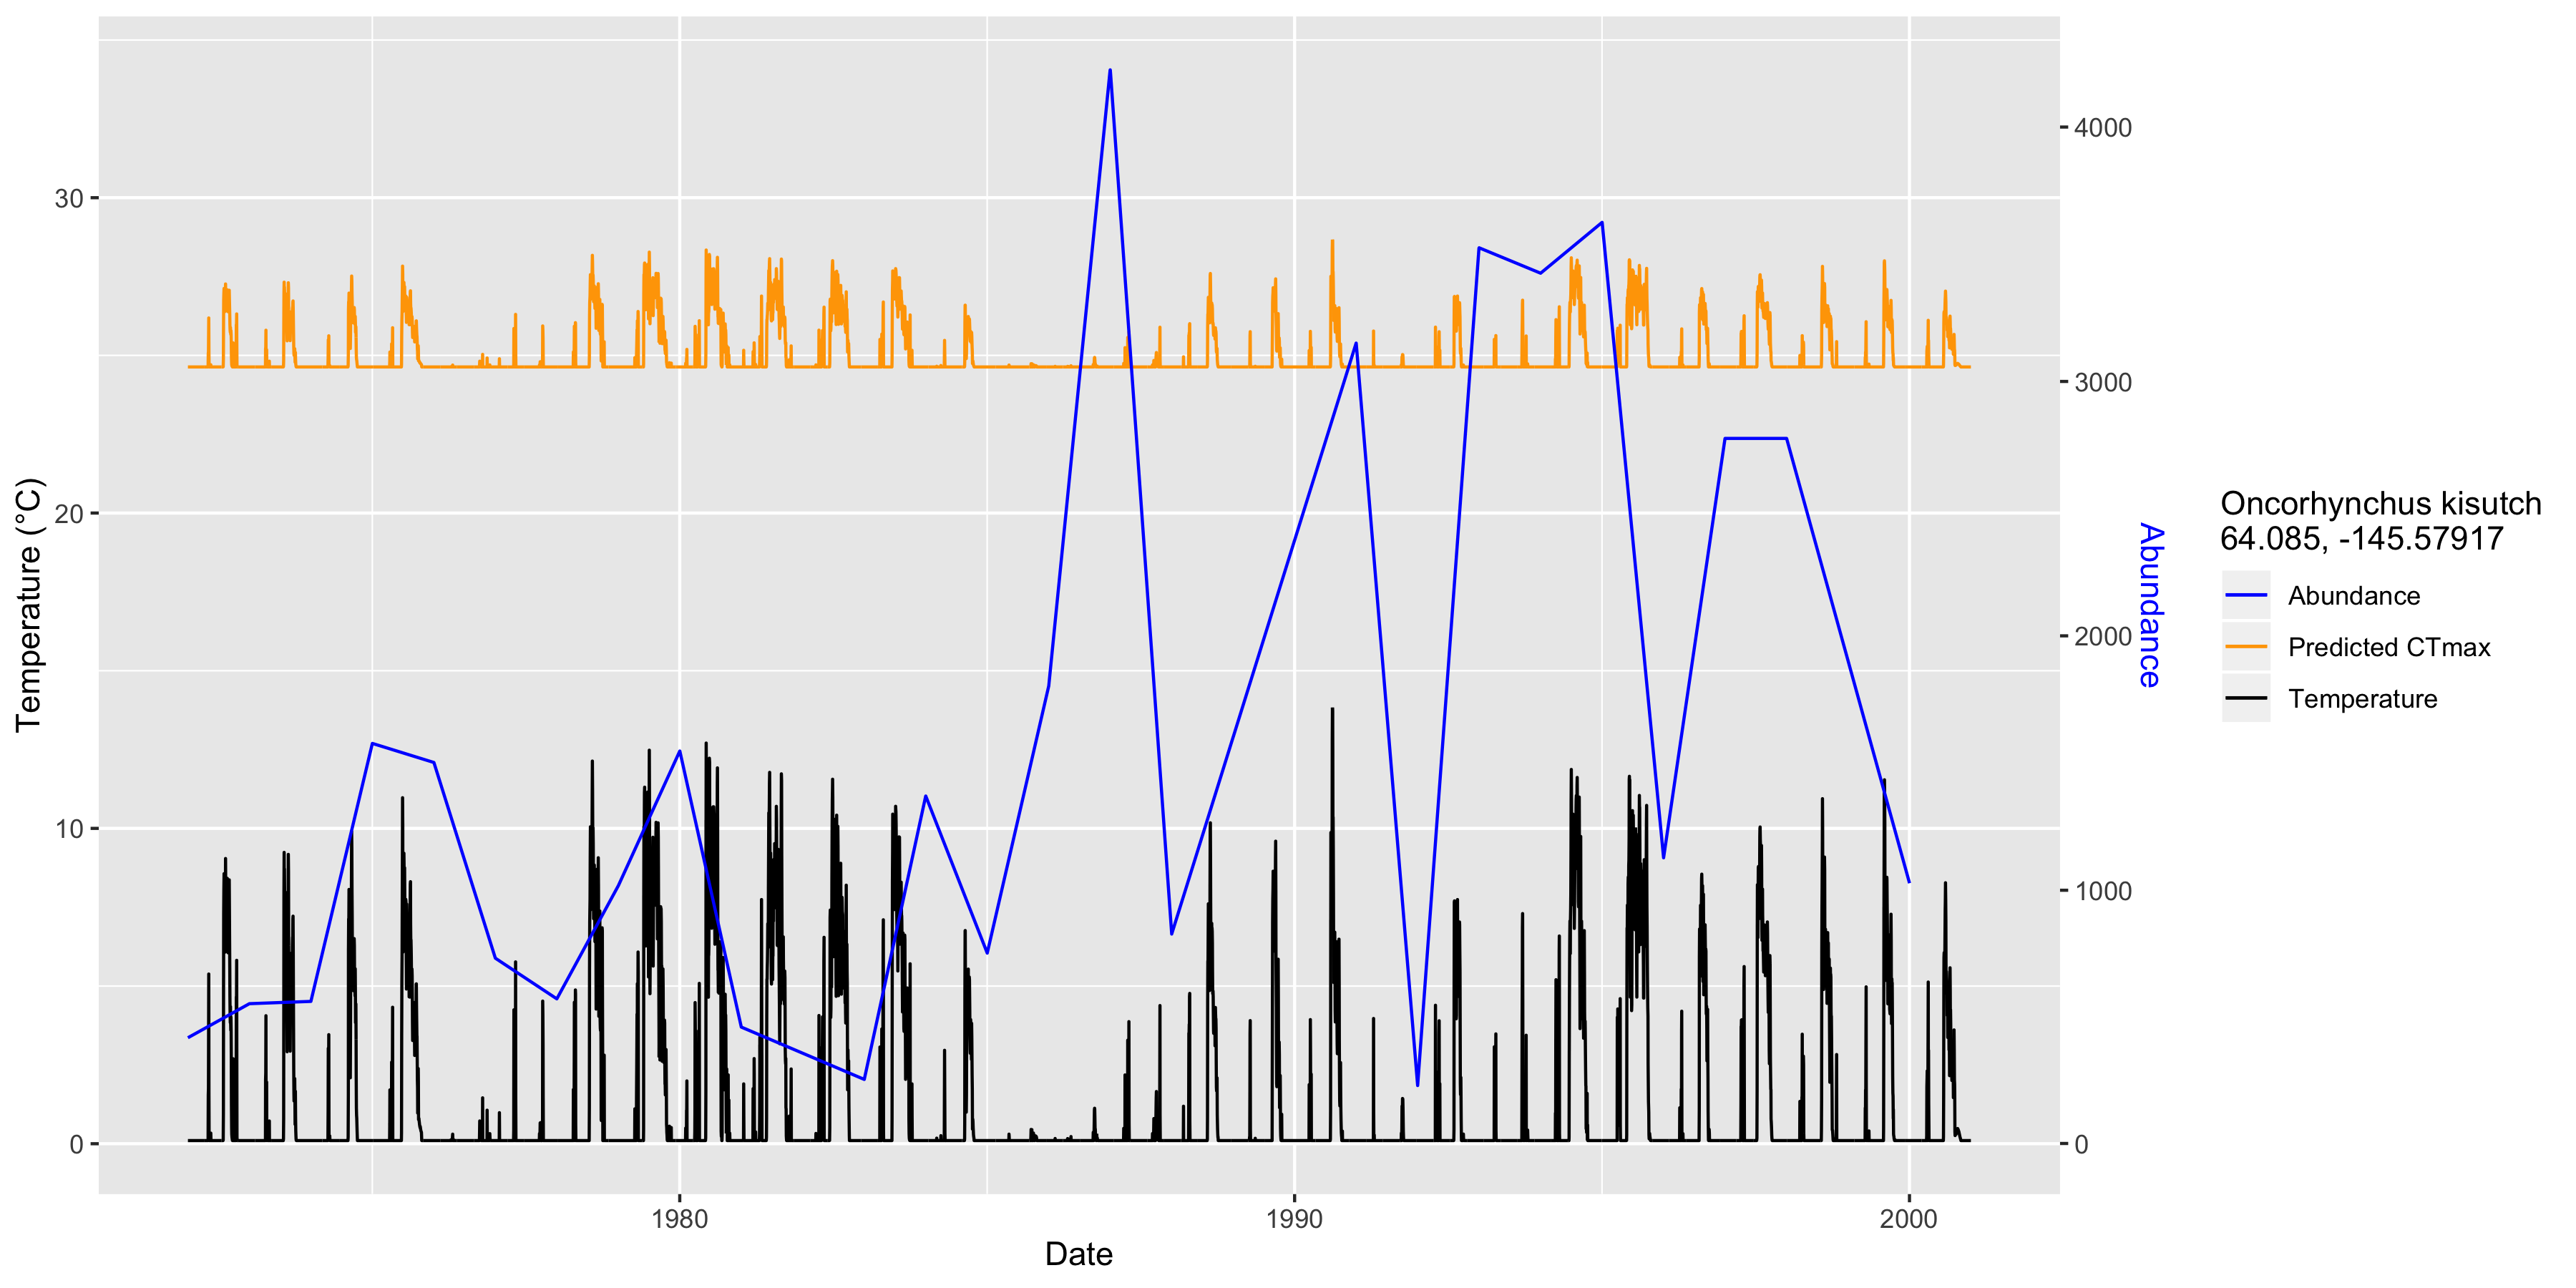 Temperature (°C)
30
20
10
0
4000
3000
2000
1000
0
Abundance
1980
1990
2000
Date
Oncorhynchus kisutch
64.085, -145.57917
Abundance
Predicted CTmax
Temperature